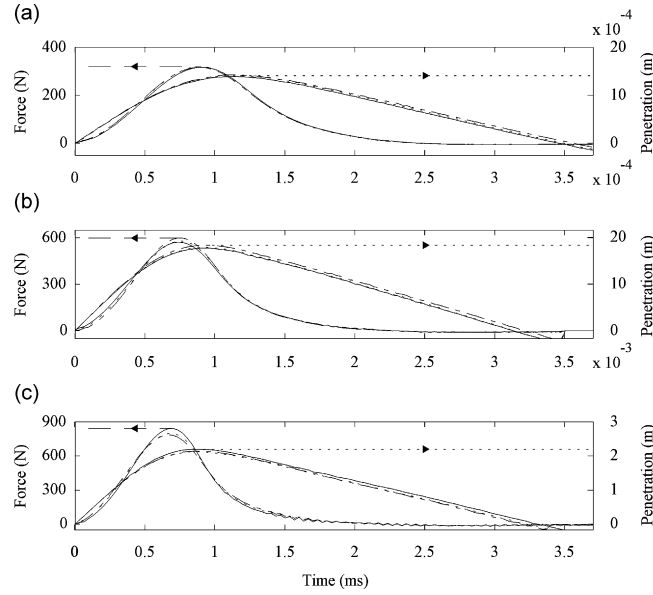 (a)
x 10 -4
400
200
0
Force (N)
20
10
0
Penetration (m)
0 0.5 1 1.5 2 2.5 3 3.5
x 10 -4
(b)
600
300
0
Force (N)
20
10
0
Penetration (m)
0 0.5 1 1.5 2 2.5 3 3.5
x 10 -3
(c)
900
600
300
0
Force (N)
3
2
1
0
Penetration (m)
0 0.5 1 1.5 2 2.5 3 3.5
Time (ms)